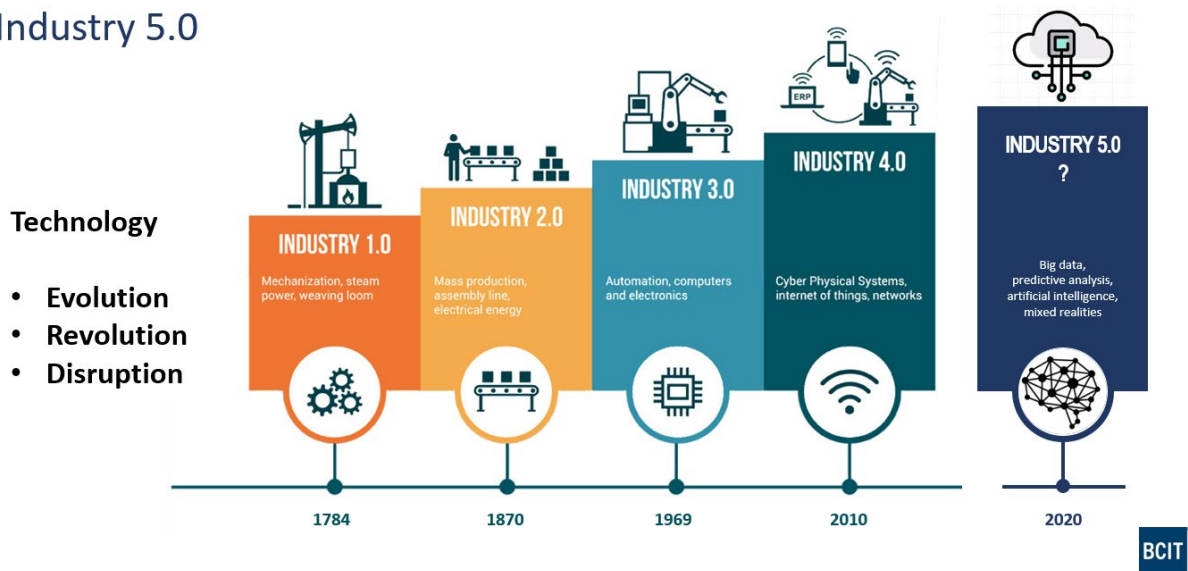 Industry 5.0
Technology
• Evolution
• Revolution
• Disruption
INDUSTRY 1.0
Mechanization, steam
power, weaving loom
1784
INDUSTRY 2.0
Mass production,
assembly line,
electrical energy
1870
INDUSTRY 3.0
Automation, computers
and electronics
1969
ERP
INDUSTRY 4.0
Cyber Physical Systems,
internet of things, networks
2010
INDUSTRY 5.0
?
Big data,
predictive analysis,
artificial intelligence,
mixed realities
2020
BCIT